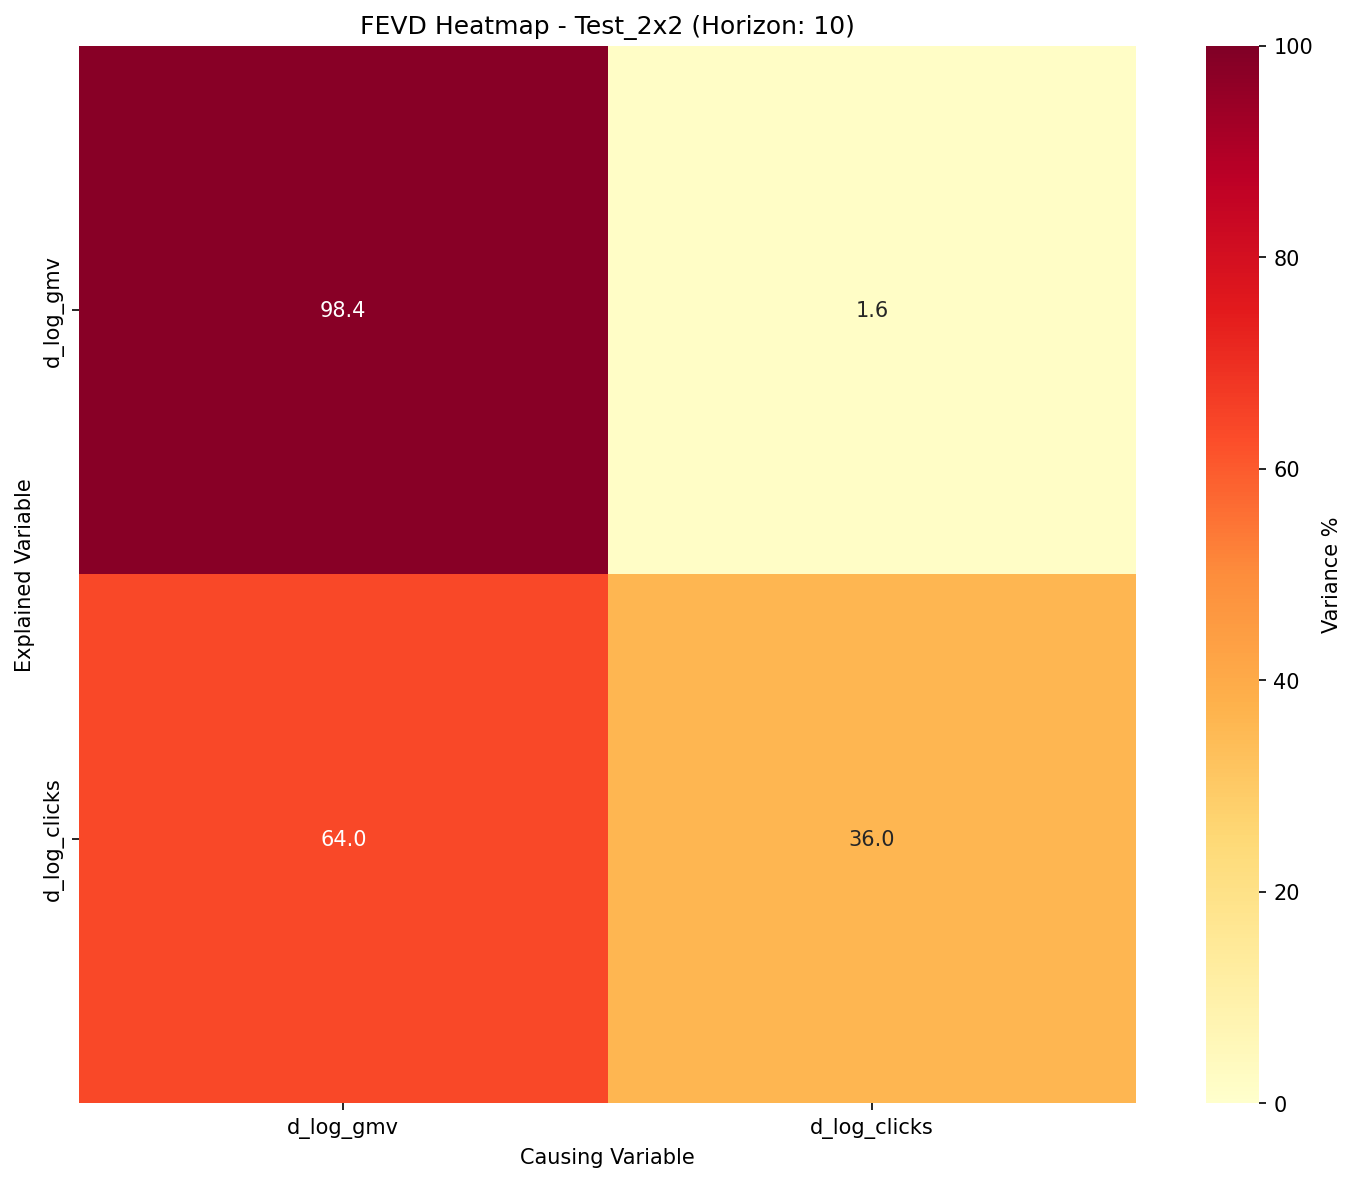 FEVD Heatmap - Test_2x2 (Horizon: 10)
100
80
60
40
20
0
Variance %
Explained Variable
d_log_gmv
98.4
1.6
d_log_clicks
64.0
36.0
d_log_gmv
d_log_clicks
Causing Variable